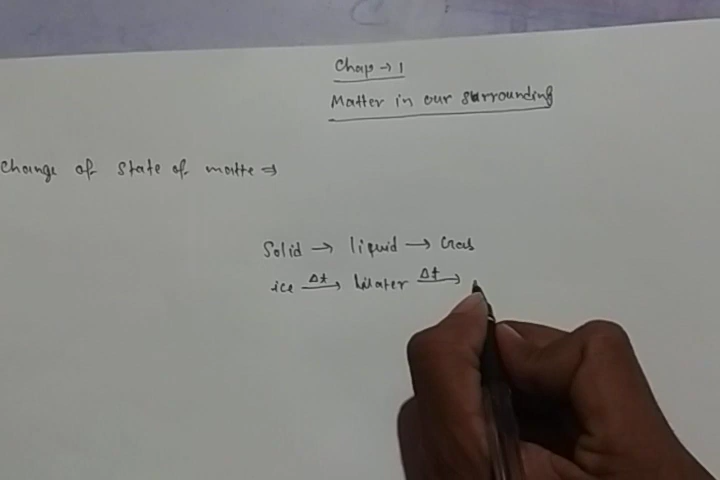 Chap → 1
Matter in our surrounding
Change of state of matte ⇒
Solid → liquid → Gas
ice Δt→ Water Δt→